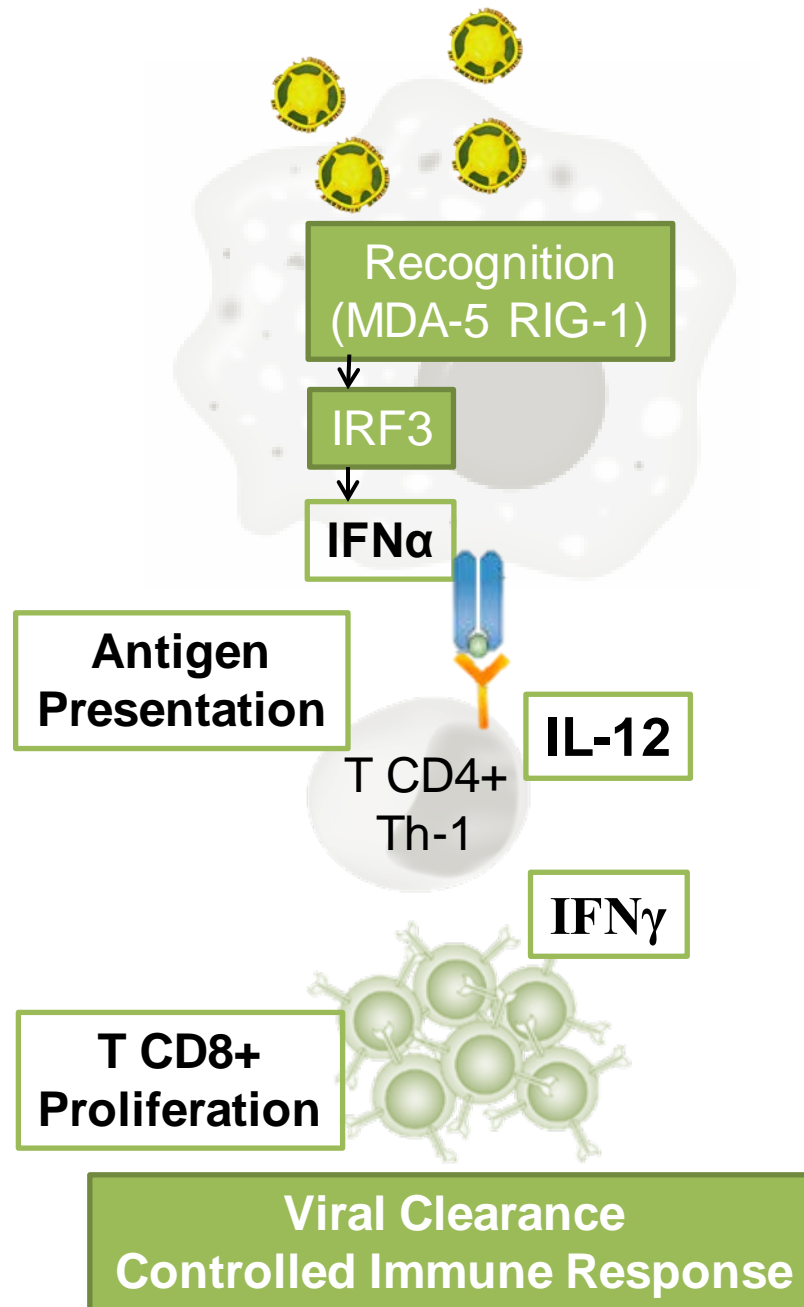 Recognition
(MDA-5 RIG-1)
IRF3
IFNα
Antigen
Presentation
IL-12
T CD4+
Th-1
IFNγ
T CD8+
Proliferation
Viral Clearance
Controlled Immune Response